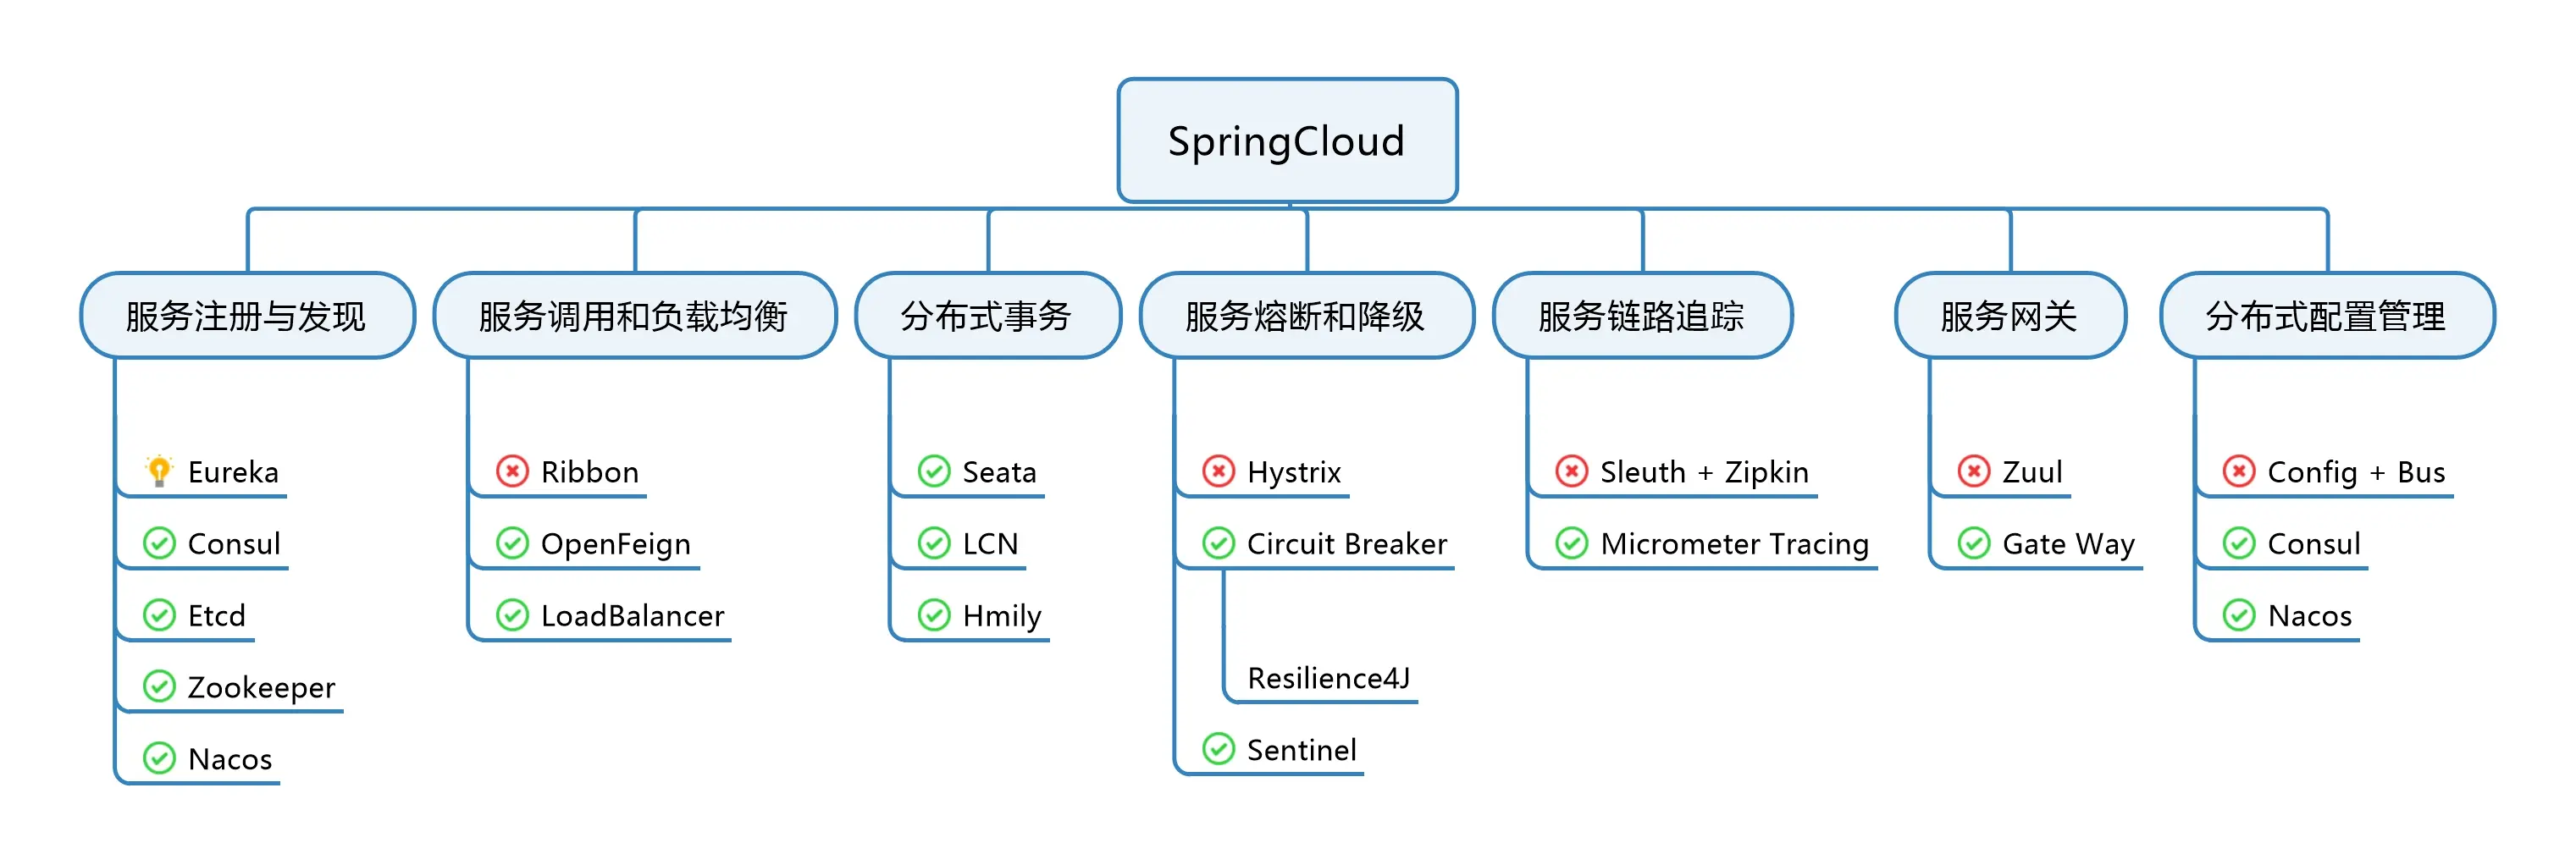 SpringCloud
服务注册与发现
Eureka
Consul
Etcd
Zookeeper
Nacos
服务调用和负载均衡
Ribbon
OpenFeign
LoadBalancer
分布式事务
Seata
LCN
Hmily
服务熔断和降级
Hystrix
Circuit Breaker
Resilience4J
Sentinel
服务链路追踪
Sleuth + Zipkin
Micrometer Tracing
服务网关
Zuul
Gate Way
分布式配置管理
Config + Bus
Consul
Nacos